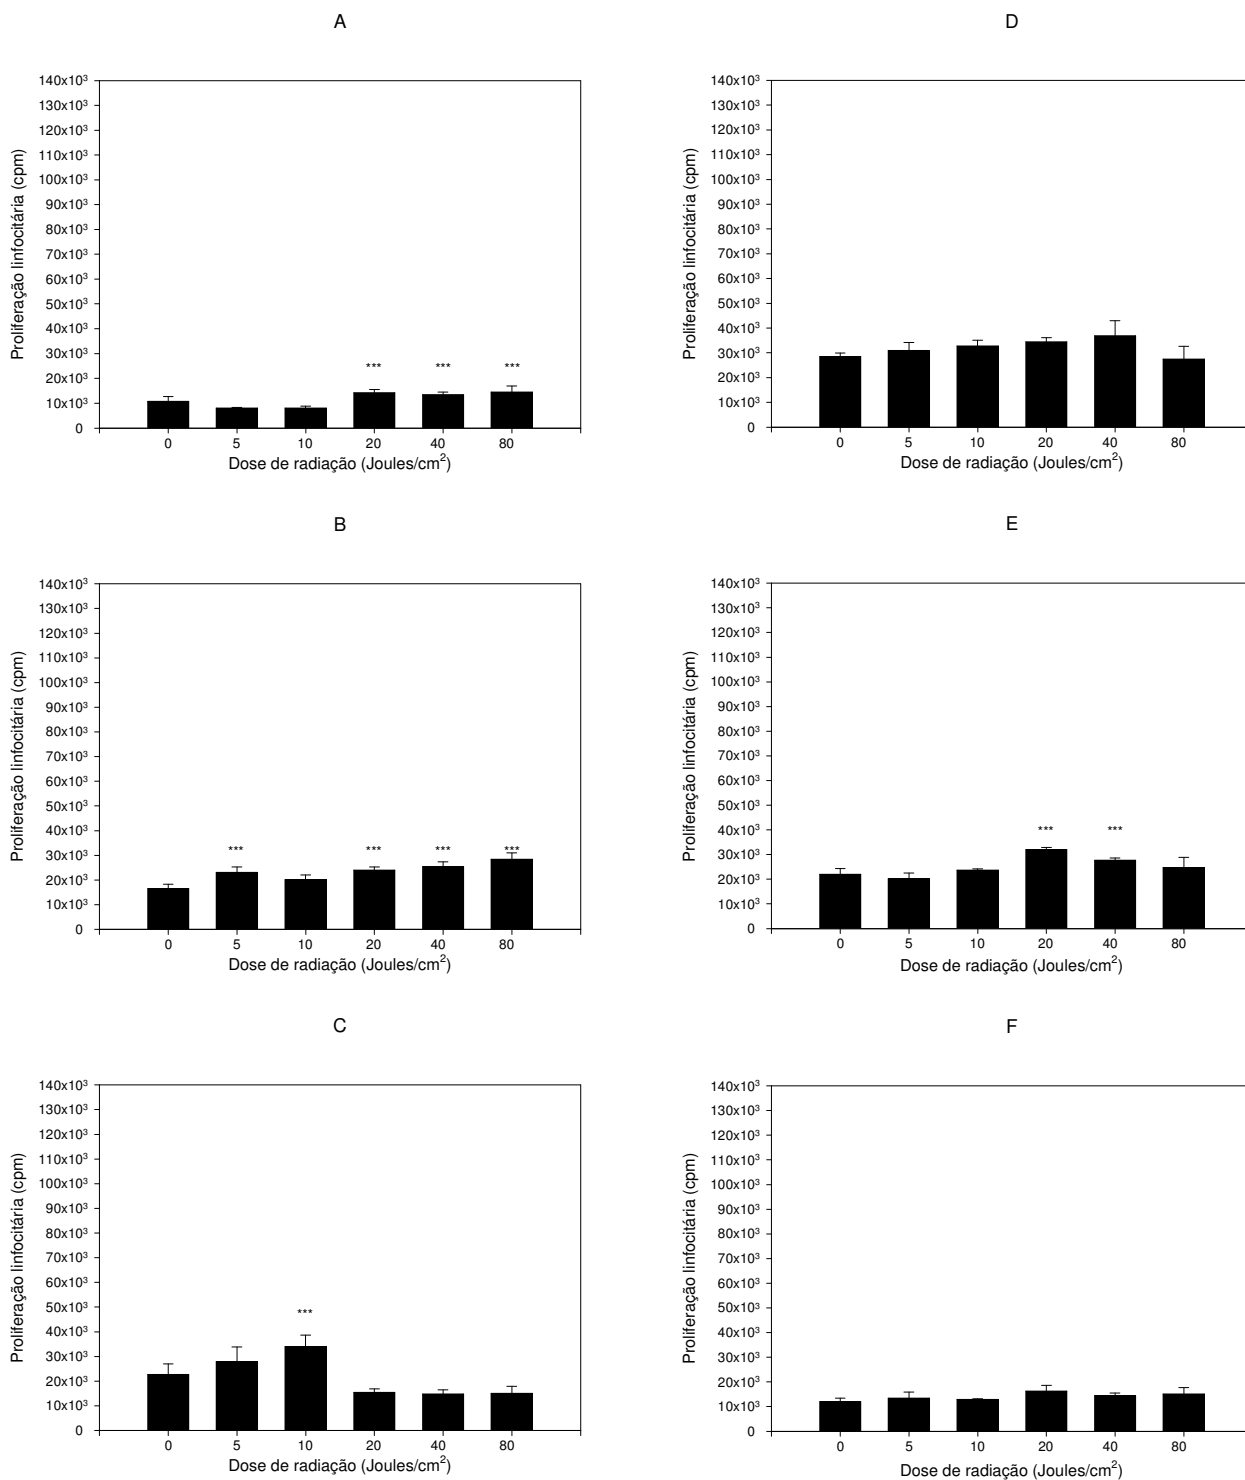 A
Proliferação linfocitária (cpm)
140x10³
130x10³
120x10³
110x10³
100x10³
90x10³
80x10³
70x10³
60x10³
50x10³
40x10³
30x10³
20x10³
10x10³
0
*** *** ***
0 5 10 20 40 80
Dose de radiação (Joules/cm²)
D
Proliferação linfocitária (cpm)
140x10³
130x10³
120x10³
110x10³
100x10³
90x10³
80x10³
70x10³
60x10³
50x10³
40x10³
30x10³
20x10³
10x10³
0
0 5 10 20 40 80
Dose de radiação (Joules/cm²)
B
Proliferação linfocitária (cpm)
140x10³
130x10³
120x10³
110x10³
100x10³
90x10³
80x10³
70x10³
60x10³
50x10³
40x10³
30x10³
20x10³
10x10³
0
*** *** *** ***
0 5 10 20 40 80
Dose de radiação (Joules/cm²)
E
Proliferação linfocitária (cpm)
140x10³
130x10³
120x10³
110x10³
100x10³
90x10³
80x10³
70x10³
60x10³
50x10³
40x10³
30x10³
20x10³
10x10³
0
*** ***
0 5 10 20 40 80
Dose de radiação (Joules/cm²)
C
Proliferação linfocitária (cpm)
140x10³
130x10³
120x10³
110x10³
100x10³
90x10³
80x10³
70x10³
60x10³
50x10³
40x10³
30x10³
20x10³
10x10³
0
***
0 5 10 20 40 80
Dose de radiação (Joules/cm²)
F
Proliferação linfocitária (cpm)
140x10³
130x10³
120x10³
110x10³
100x10³
90x10³
80x10³
70x10³
60x10³
50x10³
40x10³
30x10³
20x10³
10x10³
0
0 5 10 20 40 80
Dose de radiação (Joules/cm²)